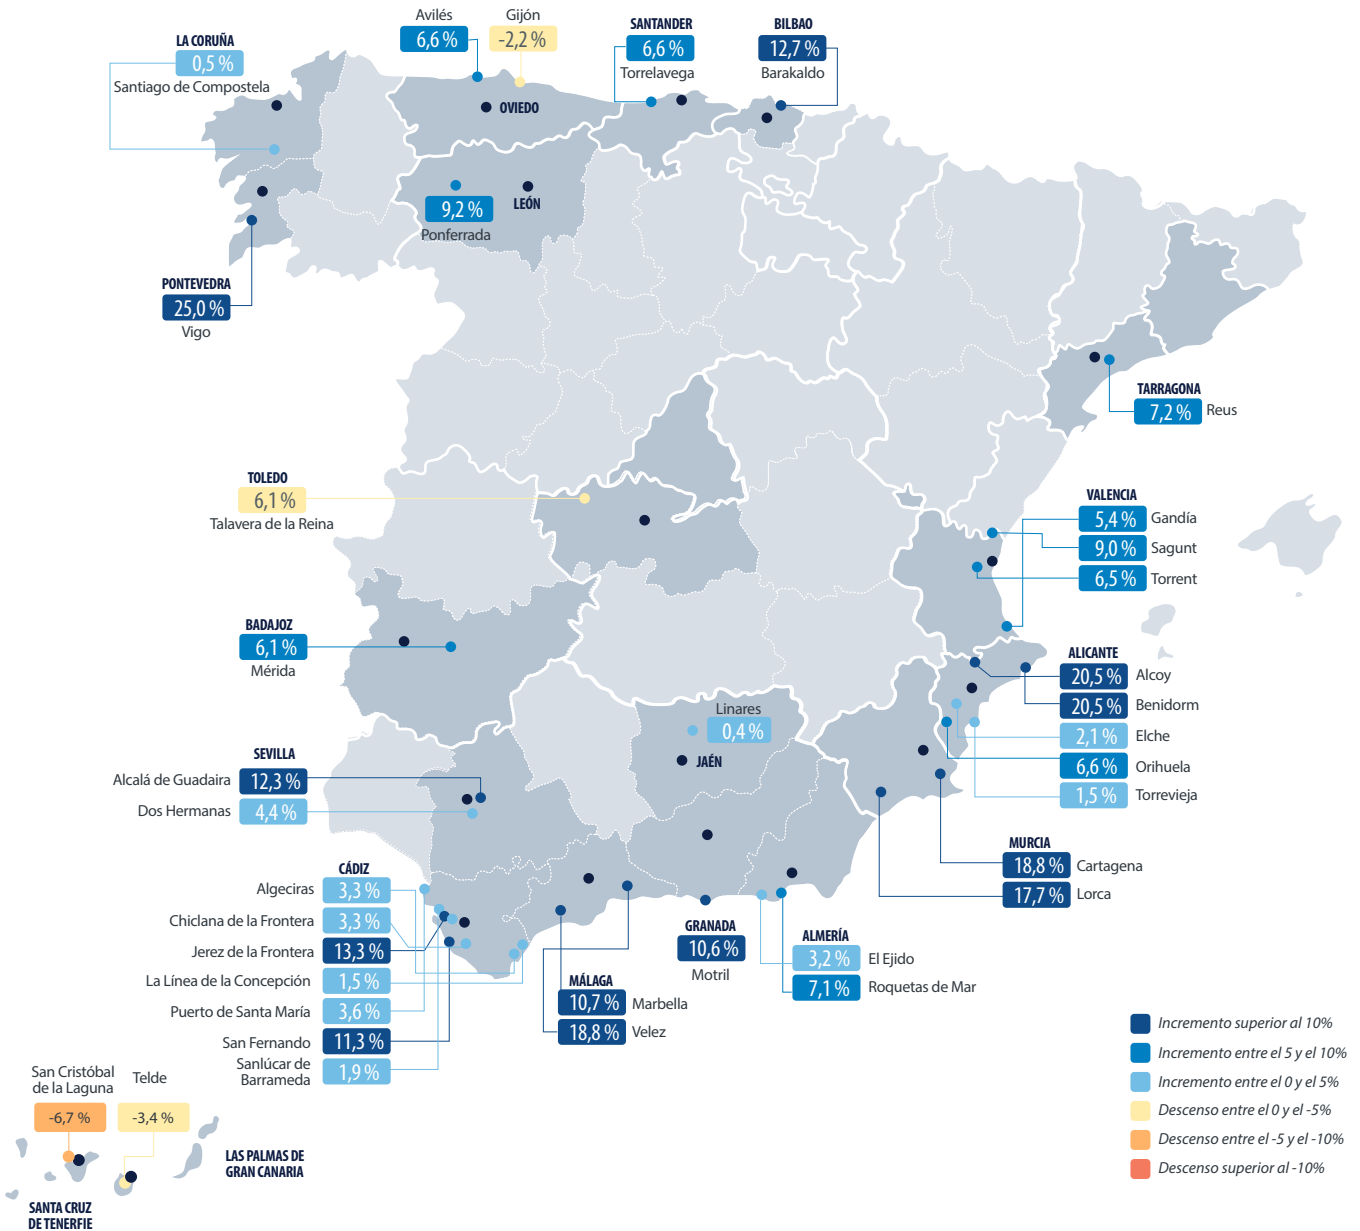 Avilés
6,6 %
Gijón
-2,2 %
SANTANDER
6,6 %
Torrelavega
BILBAO
12,7 %
Barakaldo
LA CORUÑA
0,5 %
Santiago de Compostela
OVIEDO
9,2 %
Ponferrada
LEÓN
PONTEVEDRA
25,0 %
Vigo
TARRAGONA
7,2 % Reus
TOLEDO
6,1 %
Talavera de la Reina
VALENCIA
5,4 % Gandía
9,0 % Sagunt
6,5 % Torrent
BADAJOZ
6,1 %
Mérida
ALICANTE
20,5 % Alcoy
20,5 % Benidorm
2,1 % Elche
6,6 % Orihuela
1,5 % Torrevieja
Linares
0,4 %
JAÉN
SEVILLA
Alcalá de Guadaira 12,3 %
Dos Hermanas 4,4 %
MURCIA
18,8 % Cartagena
17,7 % Lorca
CÁDIZ
Algeciras 3,3 %
Chiclana de la Frontera 3,3 %
Jerez de la Frontera 13,3 %
La Línea de la Concepción 1,5 %
Puerto de Santa María 3,6 %
San Fernando 11,3 %
Sanlúcar de
Barrameda 1,9 %
GRANADA
10,6 %
Motril
ALMERÍA
3,2 % El Ejido
7,1 % Roquetas de Mar
MÁLAGA
10,7 % Marbella
18,8 % Velez
San Cristóbal
de la Laguna
-6,7 %
Telde
-3,4 %
LAS PALMAS DE
GRAN CANARIA
SANTA CRUZ
DE TENERFIE
Incremento superior al 10%
Incremento entre el 5 y el 10%
Incremento entre el 0 y el 5%
Descenso entre el 0 y el -5%
Descenso entre el -5 y el -10%
Descenso superior al -10%